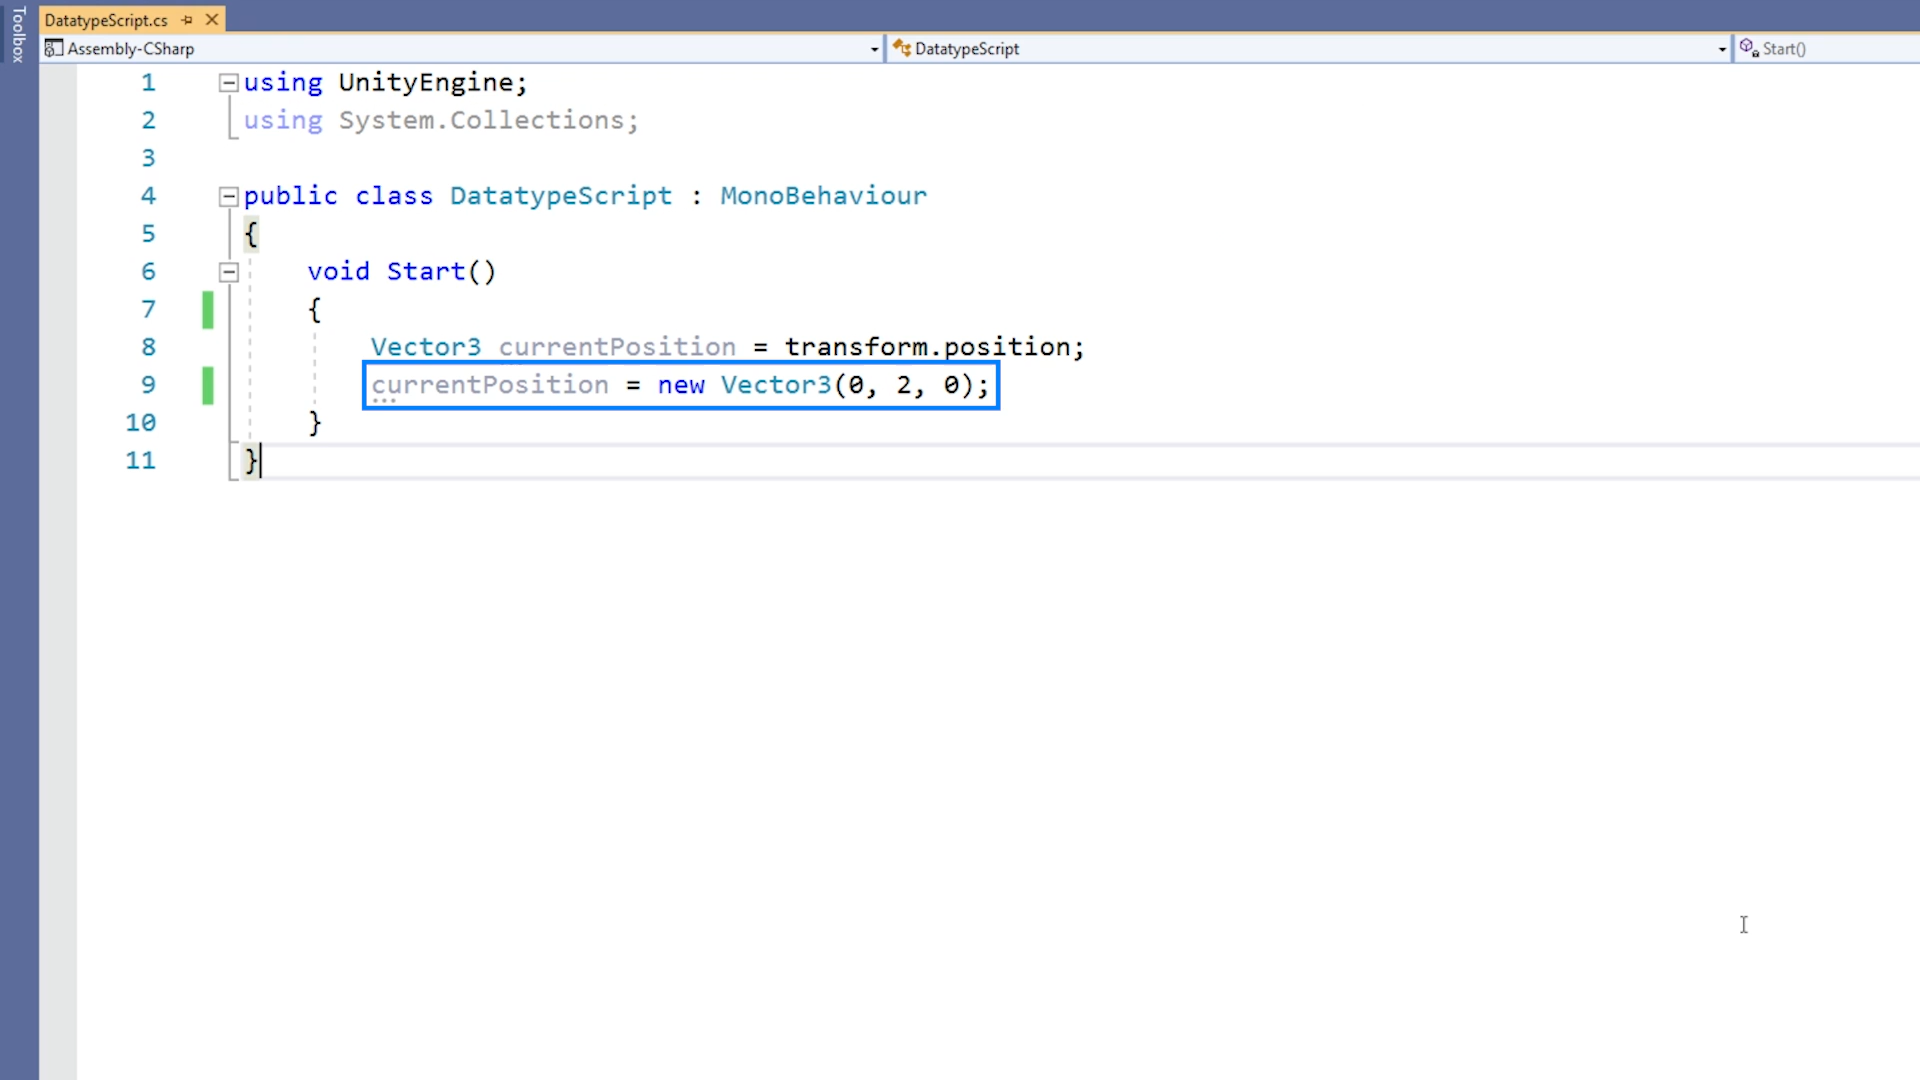 Toolbox
DatatypeScript.cs
Assembly-CSharp
DatatypeScript
Start()
1 using UnityEngine;
2 using System.Collections;
3
4 public class DatatypeScript : MonoBehaviour
5 {
6 void Start()
7 {
8 Vector3 currentPosition = transform.position;
9 currentPosition = new Vector3(0, 2, 0);
10 }
11 }